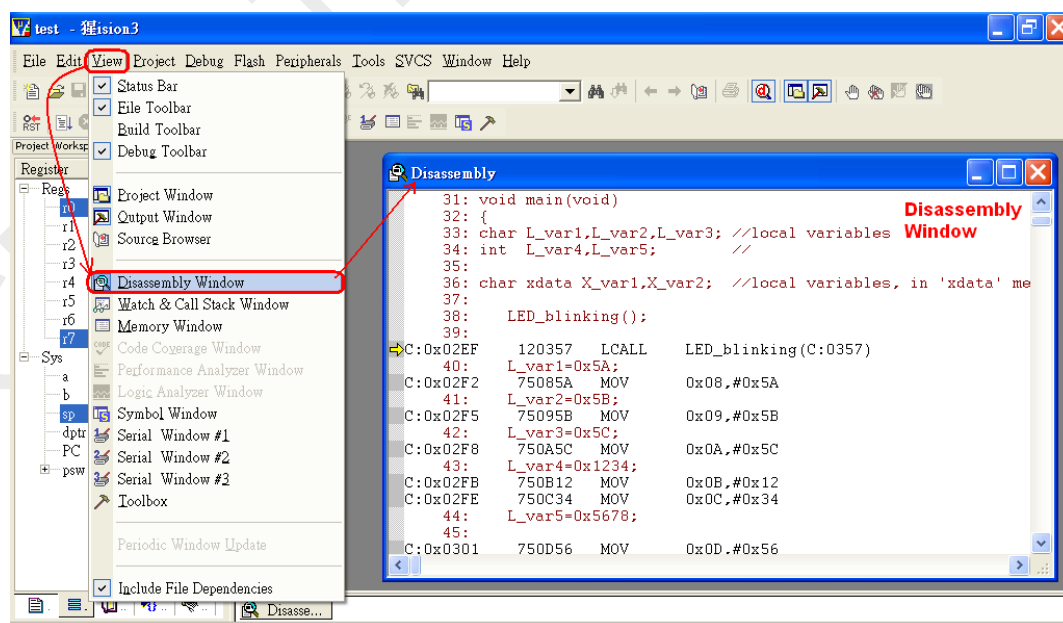 test - 猩ision3
File Edit View Project Debug Flash Peripherals Tools SVCS Window Help
RST
Project Worksp
Register
Regs
r0
r1
r2
r3
r4
r5
r6
r7
Sys
a
b
sp
dptr
PC
psw
Status Bar
File Toolbar
Build Toolbar
Debug Toolbar
Project Window
Output Window
Source Browser
Disassembly Window
Watch & Call Stack Window
Memory Window
Code Coverage Window
Performance Analyzer Window
Logic Analyzer Window
Symbol Window
Serial Window #1
Serial Window #2
Serial Window #3
Toolbox
Periodic Window Update
Include File Dependencies
Disassembly
Disassembly
Window
31: void main(void)
32: {
33: char L_var1,L_var2,L_var3; //local variables
34: int L_var4,L_var5; //
35:
36: char xdata X_var1,X_var2; //local variables, in 'xdata' me
37:
38: LED_blinking();
39:
C:0x02EF 120357 LCALL LED_blinking(C:0357)
40: L_var1=0x5A;
C:0x02F2 75085A MOV 0x08,#0x5A
41: L_var2=0x5B;
C:0x02F5 75095B MOV 0x09,#0x5B
42: L_var3=0x5C;
C:0x02F8 750A5C MOV 0x0A,#0x5C
43: L_var4=0x1234;
C:0x02FB 750B12 MOV 0x0B,#0x12
C:0x02FE 750C34 MOV 0x0C,#0x34
44: L_var5=0x5678;
45:
C:0x0301 750D56 MOV 0x0D,#0x56
Disasse...